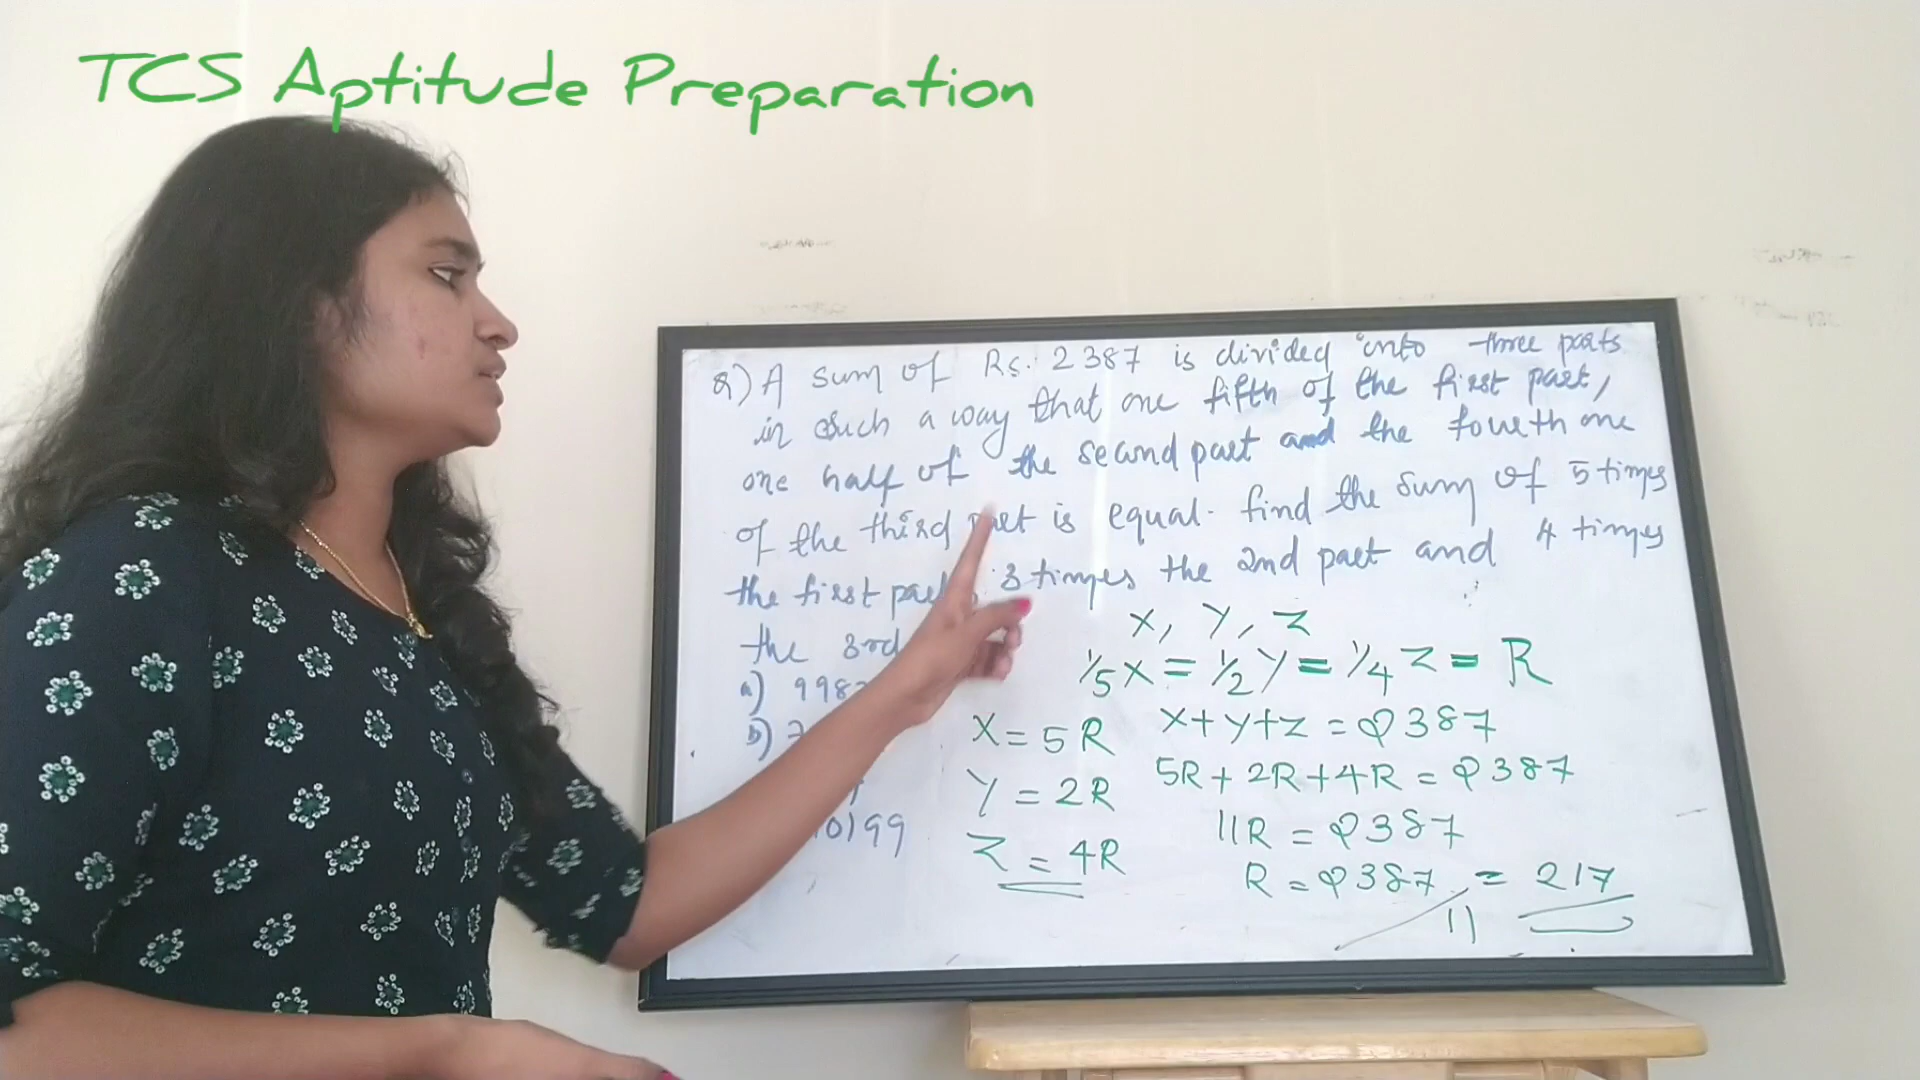 TCS Aptitude Preparation
Q) A sum of Rs. 2387 is divided into three parts
in such a way that one fifth of the first part,
one half of the second part and the fourth one
of the third part is equal. find the sum of 5 times
the first part, 3 times the 2nd part and 4 times
the 3rd
a) 998
b)
10199
X, Y, Z
1/5 X = 1/2 Y = 1/4 Z = R
X = 5R
Y = 2R
Z = 4R
X+Y+Z = 2387
5R + 2R + 4R = 2387
11R = 2387
R = 2387 / 11 = 217